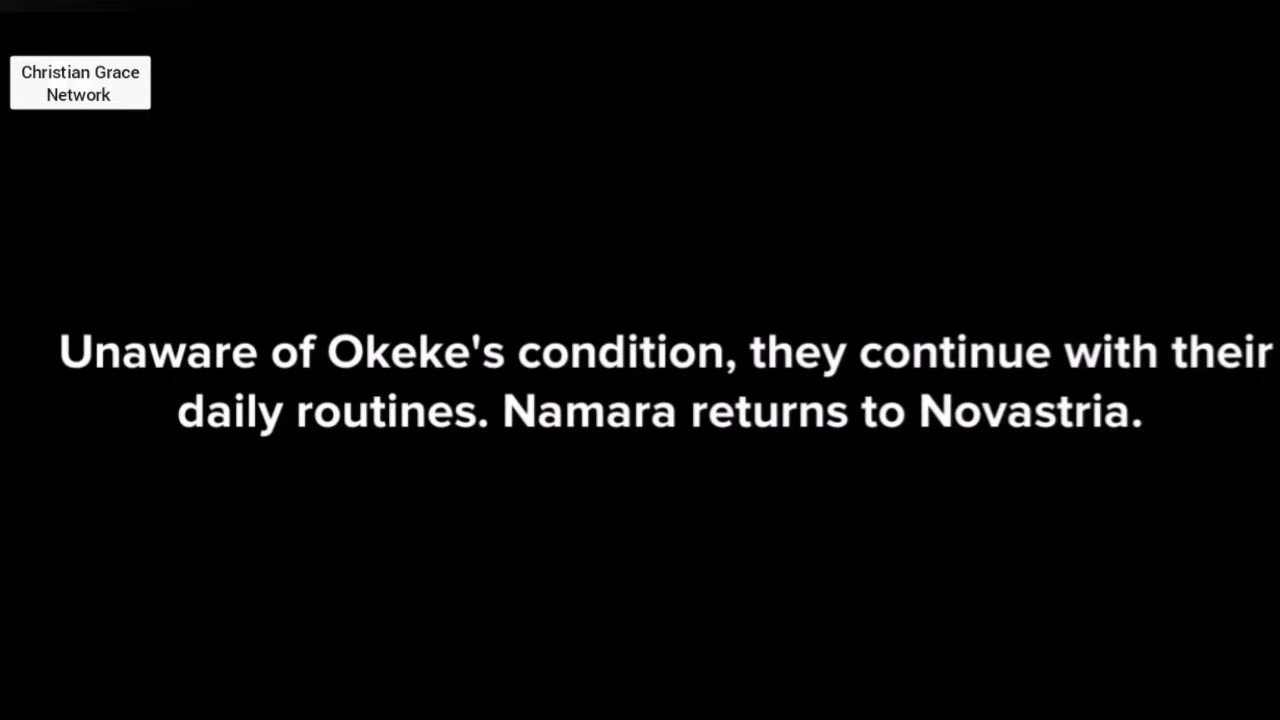 Christian Grace
Network
Unaware of Okeke's condition, they continue with their
daily routines. Namara returns to Novastria.